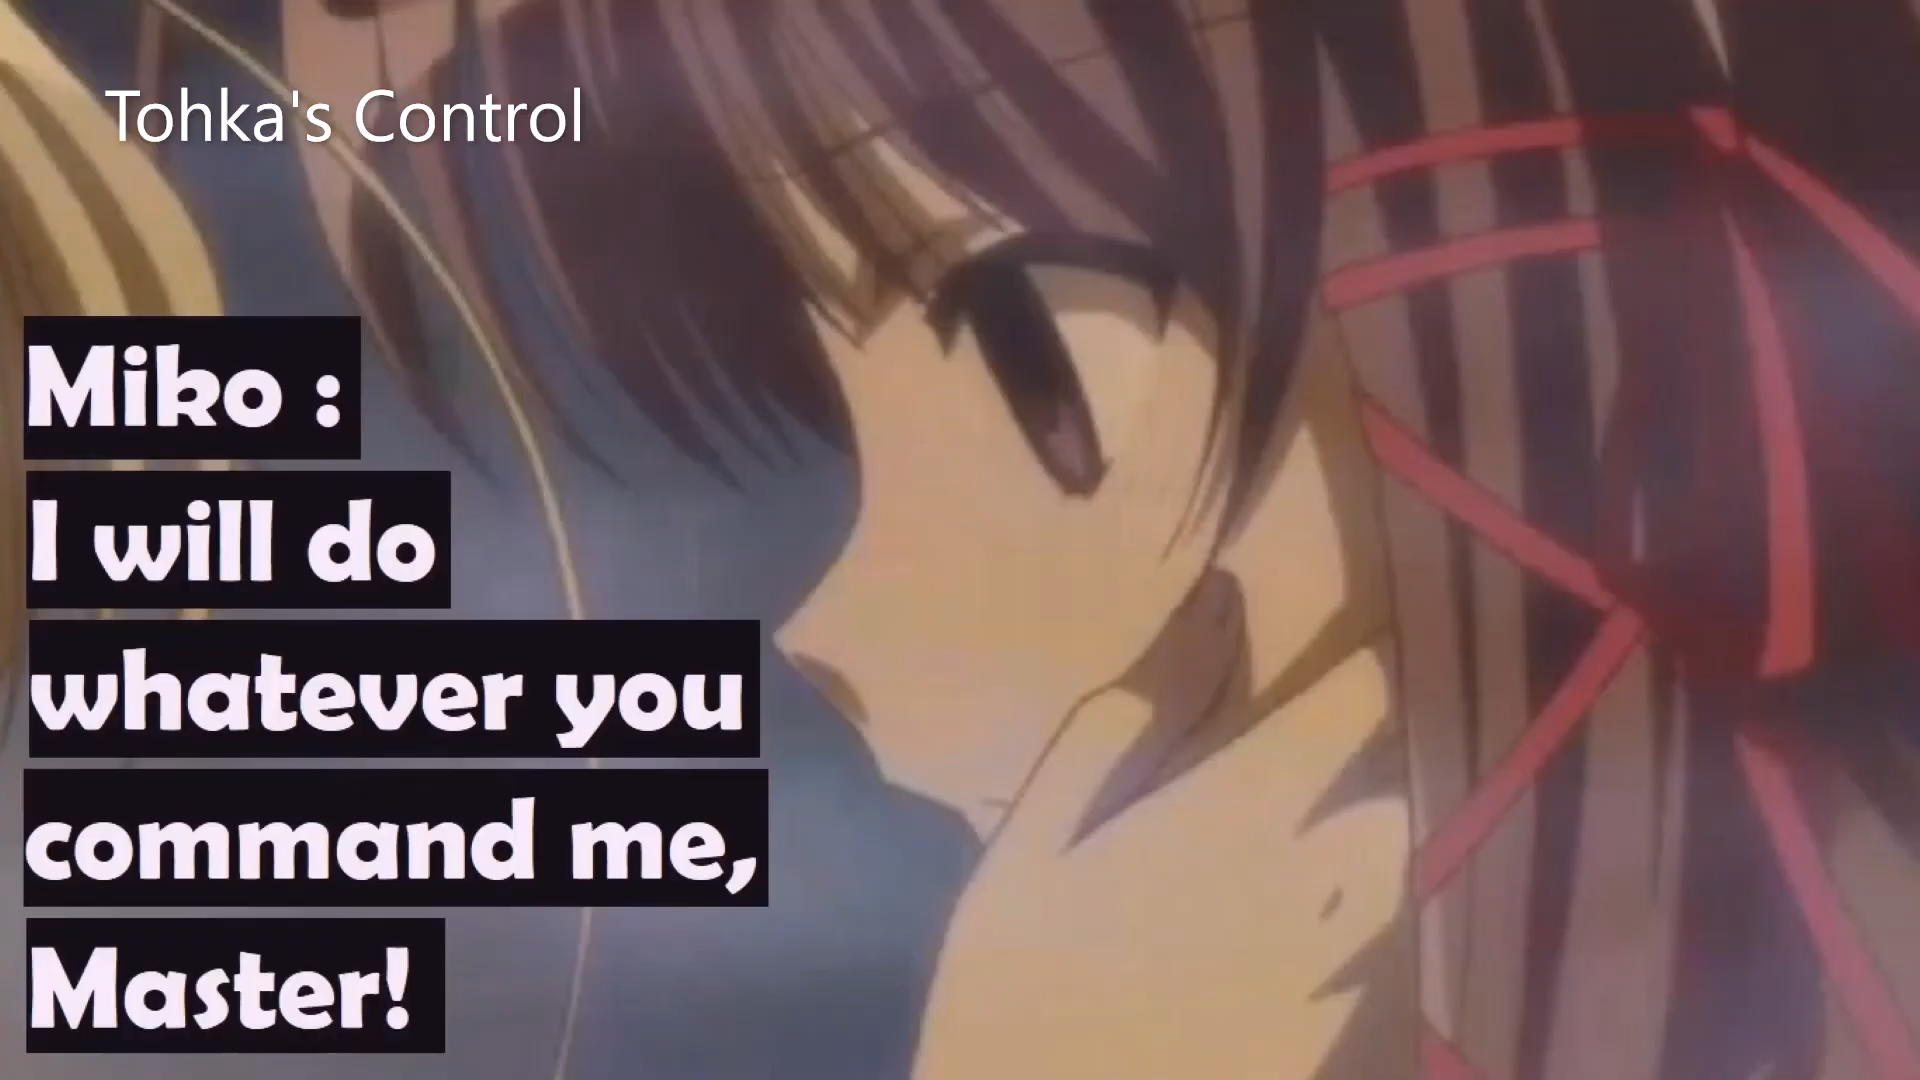 Tohka's Control
Miko :
I will do
whatever you
command me,
Master!